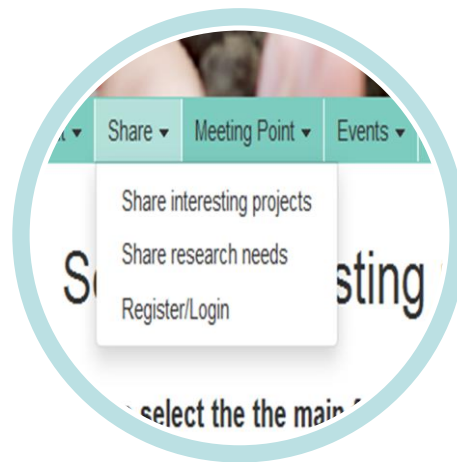 Share Meeting Point Events
Share interesting projects
Share research needs
Register/Login
sting
select the the main